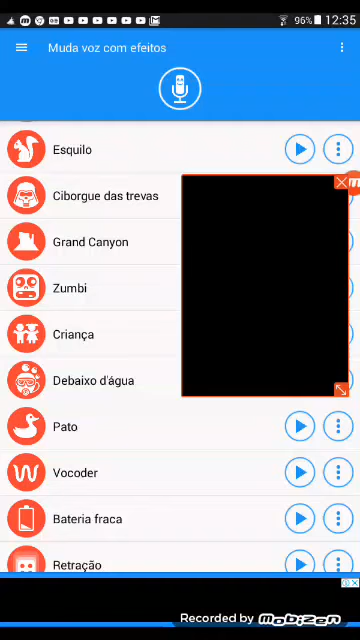 96% 12:35
Muda voz com efeitos
Esquilo
Ciborgue das trevas
Grand Canyon
Zumbi
Criança
Debaixo d'água
Pato
Vocoder
Bateria fraca
Retração
Recorded by Mobizen